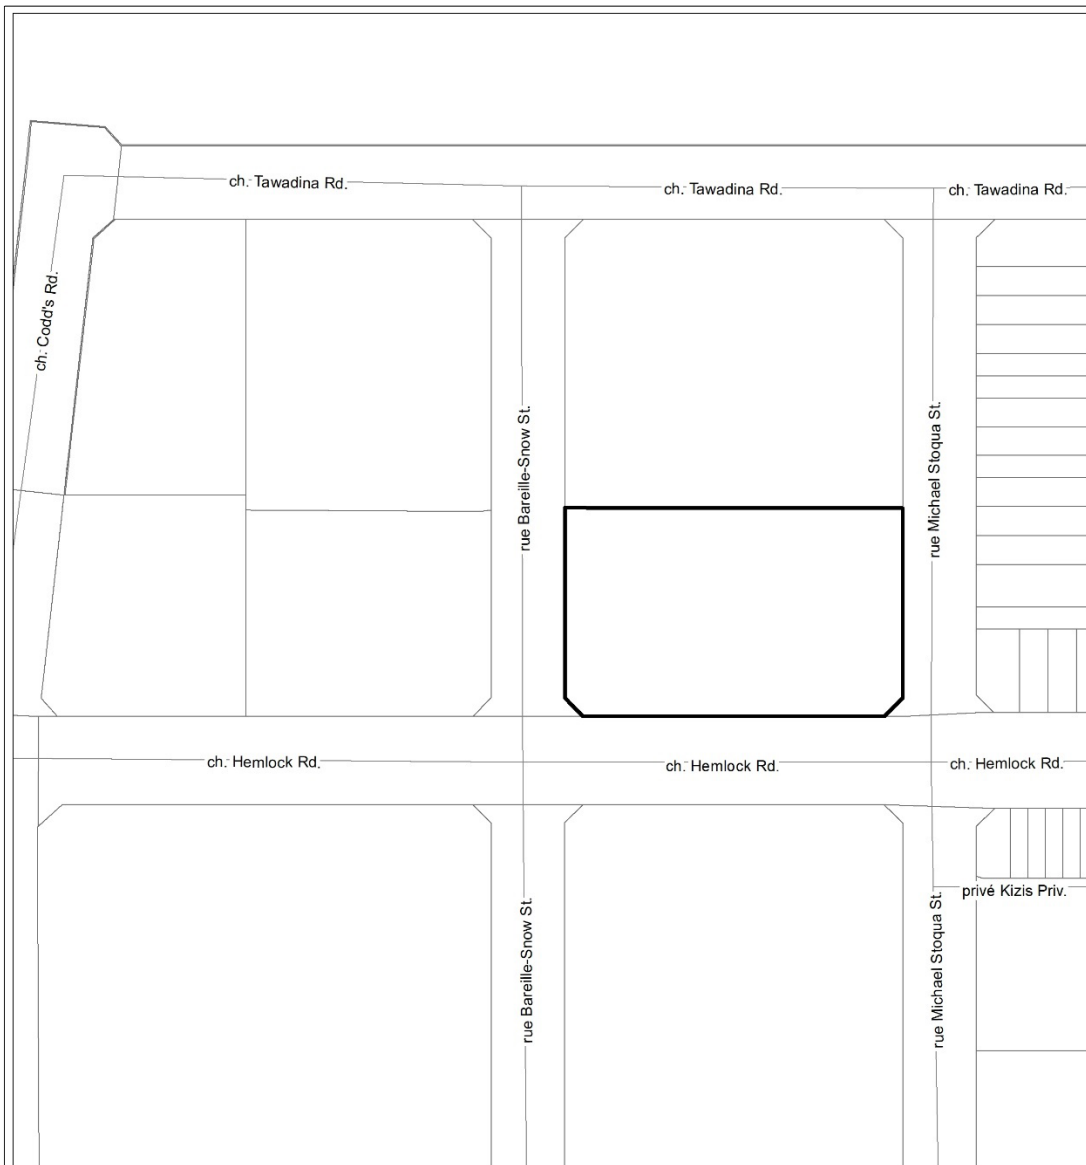 ch. Tawadina Rd.
ch. Tawadina Rd.
ch. Tawadina Rd.
ch. Codd's Rd.
rue Bareille-Snow St.
rue Michael Stoqua St.
ch. Hemlock Rd.
ch. Hemlock Rd.
ch. Hemlock Rd.
privé Kizis Priv.
rue Bareille-Snow St.
rue Michael Stoqua St.